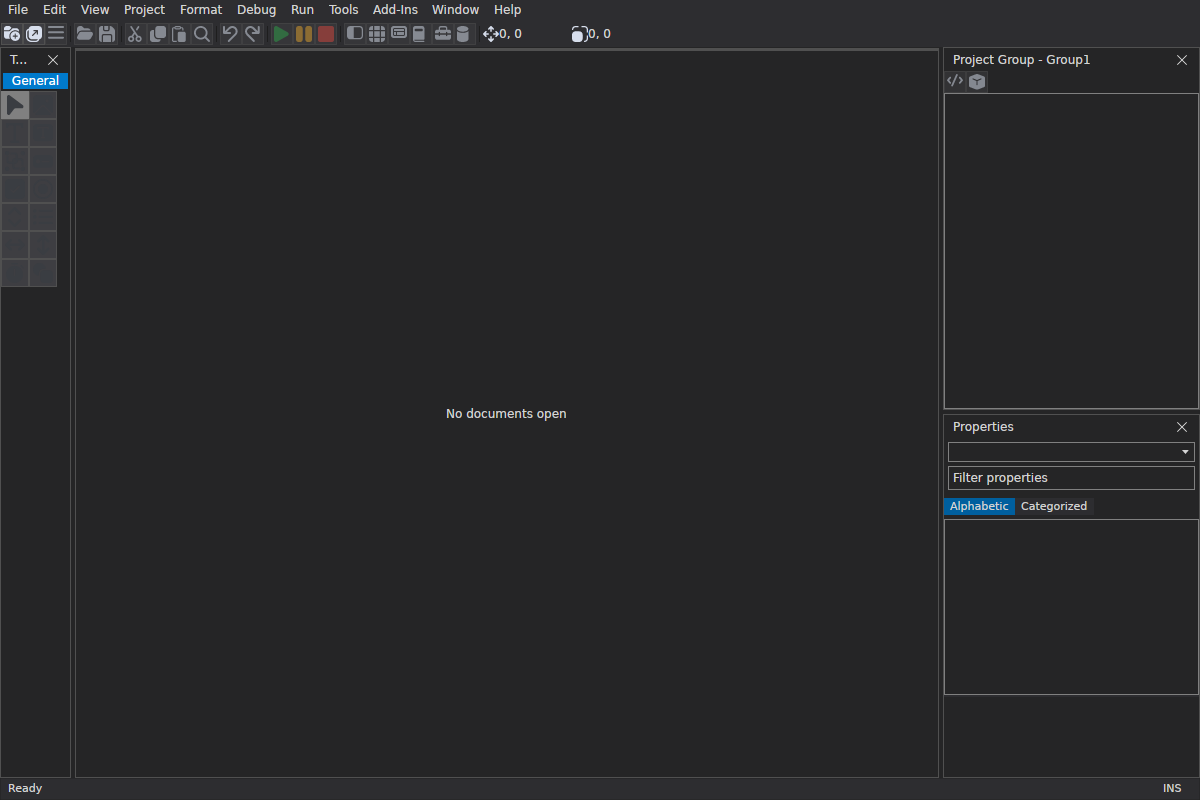 File Edit View Project Format Debug Run Tools Add-Ins Window Help
0, 0 0, 0
T...
General
No documents open
Project Group - Group1
Properties
Filter properties
Alphabetic Categorized
Ready INS